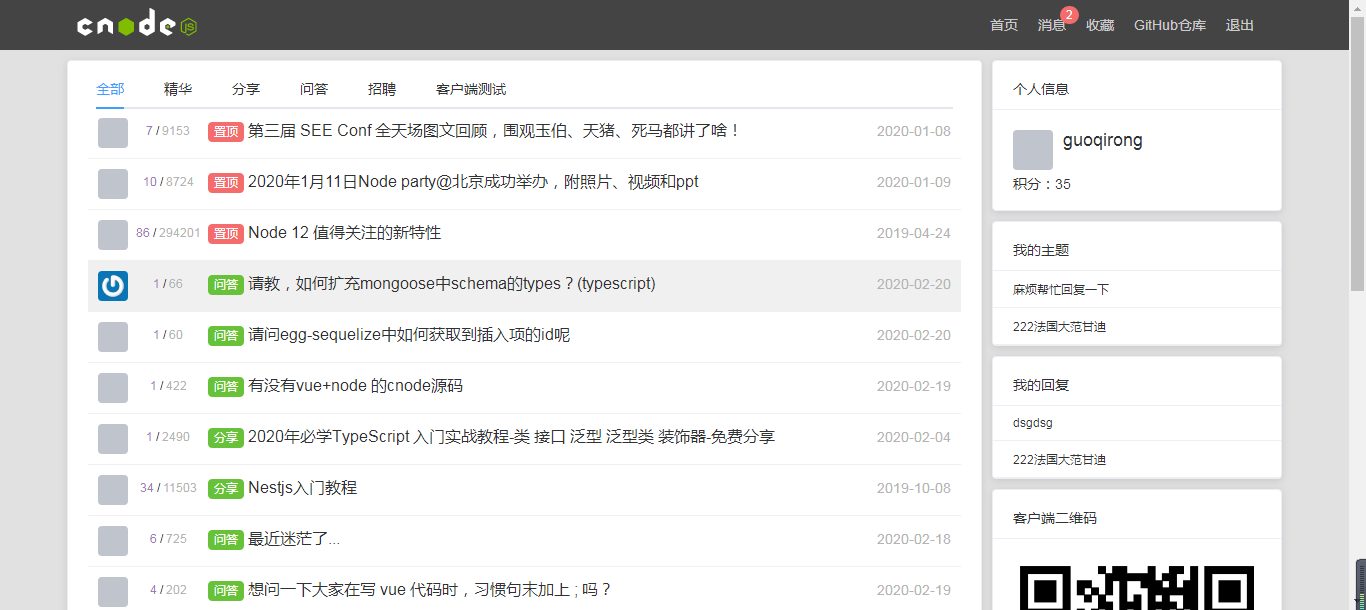 cnode JS
首页 消息 2 收藏 GitHub仓库 退出
全部 精华 分享 问答 招聘 客户端测试
7 / 9153 置顶 第三届 SEE Conf 全天场图文回顾，围观玉伯、天猪、死马都讲了啥！ 2020-01-08
10 / 8724 置顶 2020年1月11日Node party@北京成功举办，附照片、视频和ppt 2020-01-09
86 / 294201 置顶 Node 12 值得关注的新特性 2019-04-24
1 / 66 问答 请教，如何扩充mongoose中schema的types？(typescript) 2020-02-20
1 / 60 问答 请问egg-sequelize中如何获取到插入项的id呢 2020-02-20
1 / 422 问答 有没有vue+node 的cnode源码 2020-02-19
1 / 2490 分享 2020年必学TypeScript 入门实战教程-类 接口 泛型 泛型类 装饰器-免费分享 2020-02-04
34 / 11503 分享 Nestjs入门教程 2019-10-08
6 / 725 问答 最近迷茫了... 2020-02-18
4 / 202 问答 想问一下大家在写 vue 代码时，习惯句末加上 ; 吗？ 2020-02-19
个人信息
guoqirong
积分：35
我的主题
麻烦帮忙回复一下
222法国大范甘迪
我的回复
dsgdsg
222法国大范甘迪
客户端二维码